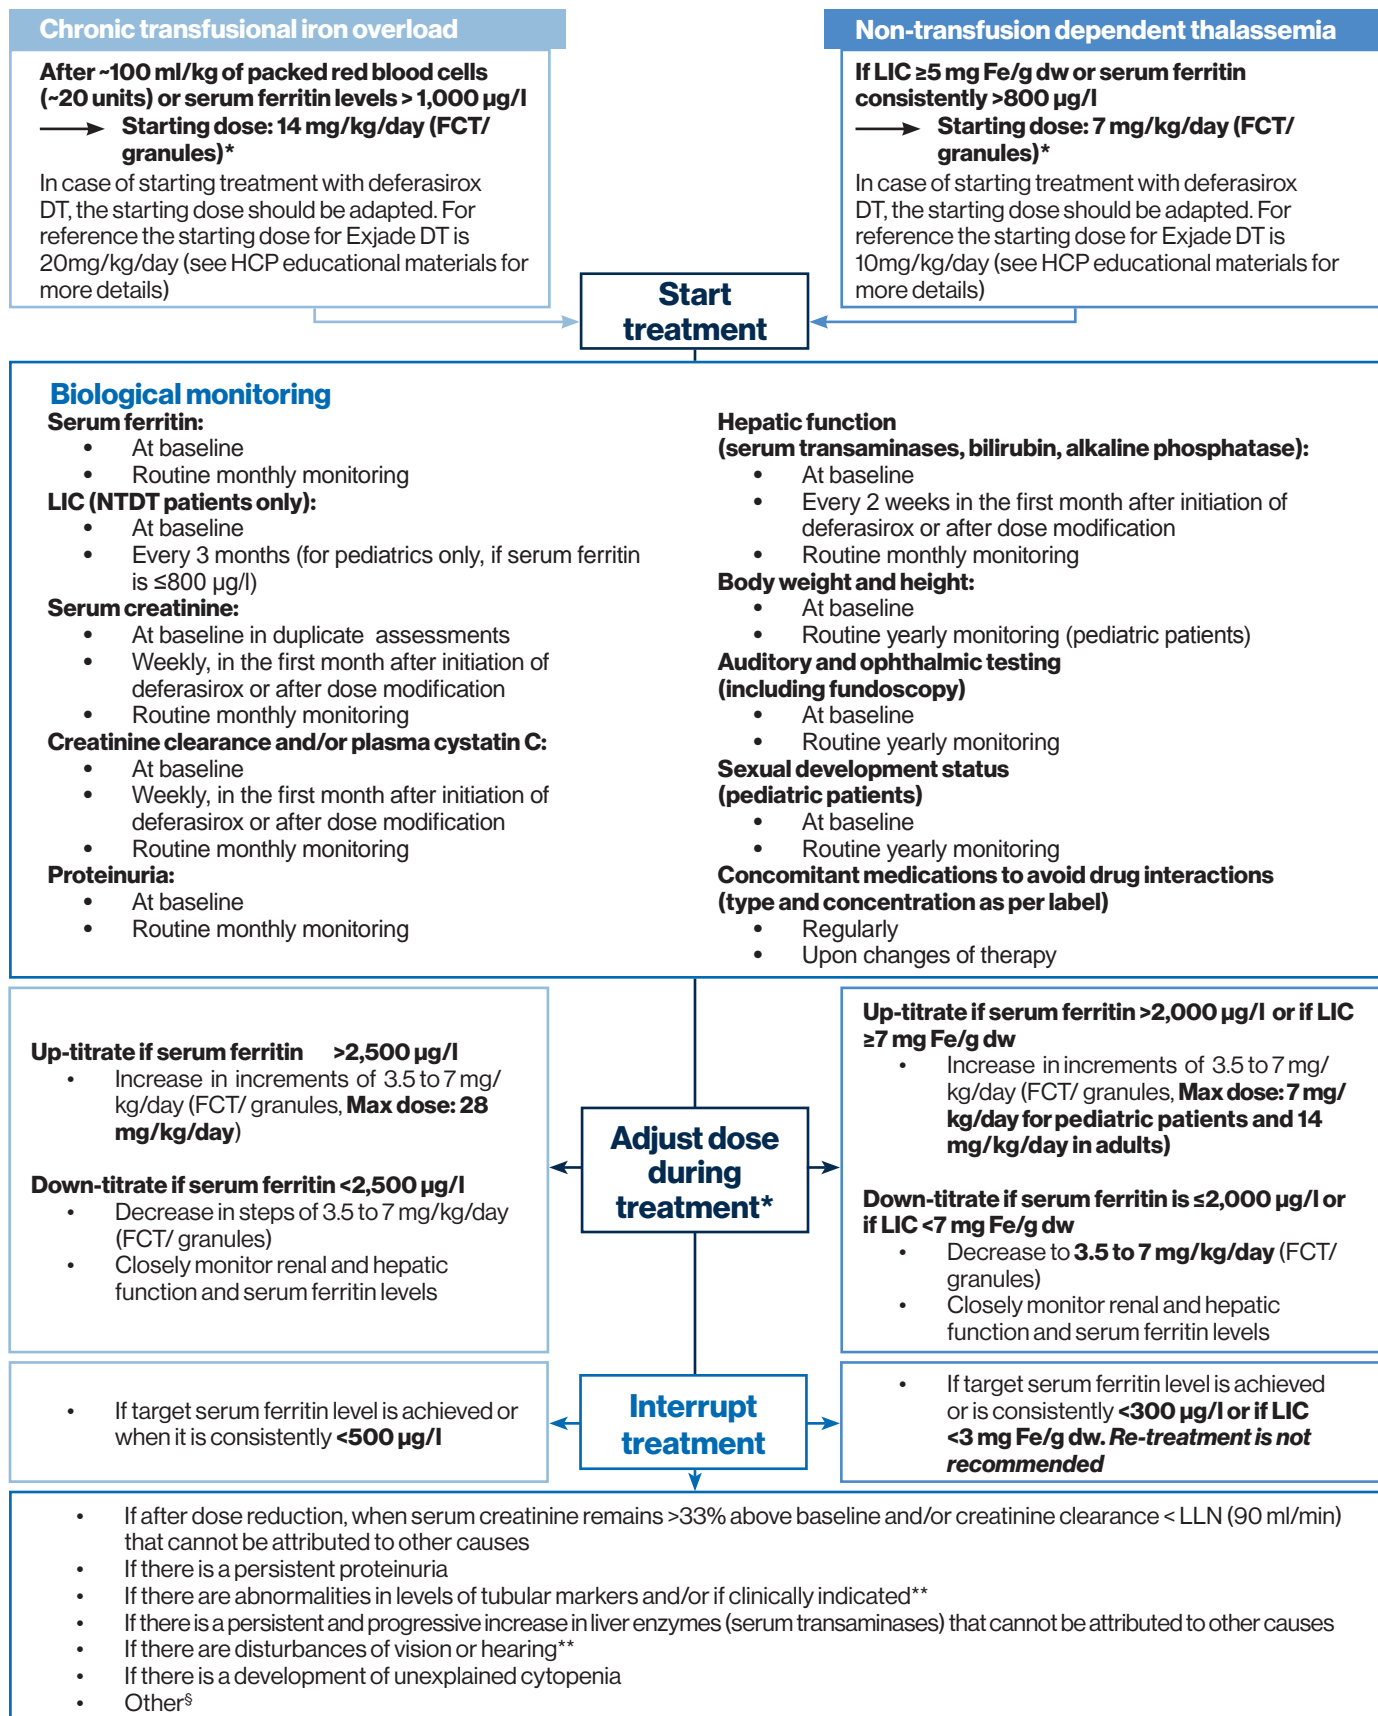 Chronic transfusional iron overload
After ~100 ml/kg of packed red blood cells
(~20 units) or serum ferritin levels > 1,000 µg/l
Starting dose: 14 mg/kg/day (FCT/
granules)*
In case of starting treatment with deferasirox
DT, the starting dose should be adapted. For
reference the starting dose for Exjade DT is
20mg/kg/day (see HCP educational materials for
more details)
Non-transfusion dependent thalassemia
If LIC ≥5 mg Fe/g dw or serum ferritin
consistently >800 µg/l
Starting dose: 7 mg/kg/day (FCT/
granules)*
In case of starting treatment with deferasirox
DT, the starting dose should be adapted. For
reference the starting dose for Exjade DT is
10mg/kg/day (see HCP educational materials for
more details)
Start
treatment
Biological monitoring
Serum ferritin:
• At baseline
• Routine monthly monitoring
LIC (NTDT patients only):
• At baseline
• Every 3 months (for pediatrics only, if serum ferritin
is ≤800 µg/l)
Serum creatinine:
• At baseline in duplicate assessments
• Weekly, in the first month after initiation of
deferasirox or after dose modification
• Routine monthly monitoring
Creatinine clearance and/or plasma cystatin C:
• At baseline
• Weekly, in the first month after initiation of
deferasirox or after dose modification
• Routine monthly monitoring
Proteinuria:
• At baseline
• Routine monthly monitoring
Hepatic function
(serum transaminases, bilirubin, alkaline phosphatase):
• At baseline
• Every 2 weeks in the first month after initiation of
deferasirox or after dose modification
• Routine monthly monitoring
Body weight and height:
• At baseline
• Routine yearly monitoring (pediatric patients)
Auditory and ophthalmic testing
(including fundoscopy)
• At baseline
• Routine yearly monitoring
Sexual development status
(pediatric patients)
• At baseline
• Routine yearly monitoring
Concomitant medications to avoid drug interactions
(type and concentration as per label)
• Regularly
• Upon changes of therapy
Up-titrate if serum ferritin >2,500 µg/l
• Increase in increments of 3.5 to 7 mg/
kg/day (FCT/ granules, Max dose: 28
mg/kg/day)
Down-titrate if serum ferritin <2,500 µg/l
• Decrease in steps of 3.5 to 7 mg/kg/day
(FCT/ granules)
• Closely monitor renal and hepatic
function and serum ferritin levels
Adjust dose
during
treatment*
Up-titrate if serum ferritin >2,000 µg/l or if LIC
≥7 mg Fe/g dw
• Increase in increments of 3.5 to 7 mg/
kg/day (FCT/ granules, Max dose: 7 mg/
kg/day for pediatric patients and 14
mg/kg/day in adults)
Down-titrate if serum ferritin is ≤2,000 µg/l or
if LIC <7 mg Fe/g dw
• Decrease to 3.5 to 7 mg/kg/day (FCT/
granules)
• Closely monitor renal and hepatic
function and serum ferritin levels
• If target serum ferritin level is achieved or
when it is consistently <500 µg/l
Interrupt
treatment
• If target serum ferritin level is achieved
or is consistently <300 µg/l or if LIC
<3 mg Fe/g dw. Re-treatment is not
recommended
• If after dose reduction, when serum creatinine remains >33% above baseline and/or creatinine clearance < LLN (90 ml/min)
that cannot be attributed to other causes
• If there is a persistent proteinuria
• If there are abnormalities in levels of tubular markers and/or if clinically indicated**
• If there is a persistent and progressive increase in liver enzymes (serum transaminases) that cannot be attributed to other causes
• If there are disturbances of vision or hearing**
• If there is a development of unexplained cytopenia
• Other§